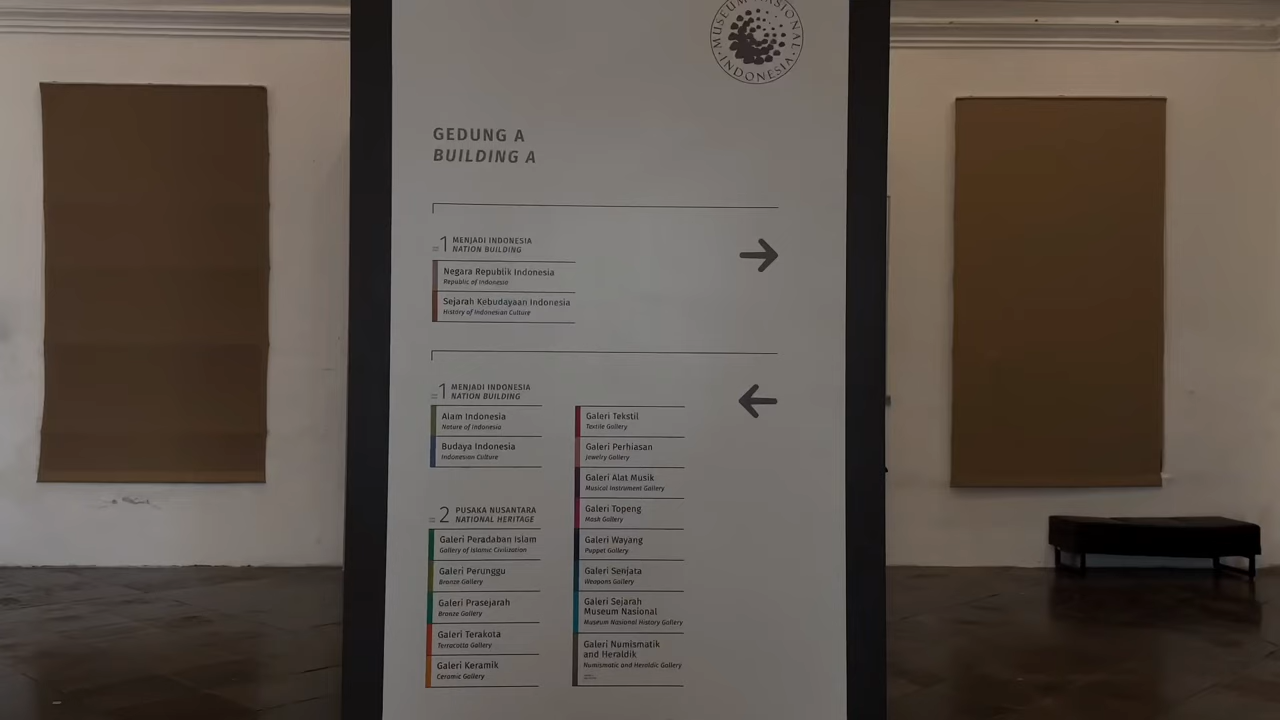 MUSEUM NASIONAL
INDONESIA
GEDUNG A
BUILDING A
1 MENJADI INDONESIA
NATION BUILDING
Negara Republik Indonesia
Republic of Indonesia
Sejarah Kebudayaan Indonesia
History of Indonesian Culture
1 MENJADI INDONESIA
NATION BUILDING
Alam Indonesia
Nature of Indonesia
Budaya Indonesia
Indonesian Culture
2 PUSAKA NUSANTARA
NATIONAL HERITAGE
Galeri Peradaban Islam
Gallery of Islamic Civilization
Galeri Perunggu
Bronze Gallery
Galeri Prasejarah
Bronze Gallery
Galeri Terakota
Terracotta Gallery
Galeri Keramik
Ceramic Gallery
Galeri Tekstil
Textile Gallery
Galeri Perhiasan
Jewelry Gallery
Galeri Alat Musik
Musical Instrument Gallery
Galeri Topeng
Mask Gallery
Galeri Wayang
Puppet Gallery
Galeri Senjata
Weapons Gallery
Galeri Sejarah
Museum Nasional
Museum Nasional History Gallery
Galeri Numismatik
and Heraldik
Numismatic and Heraldic Gallery